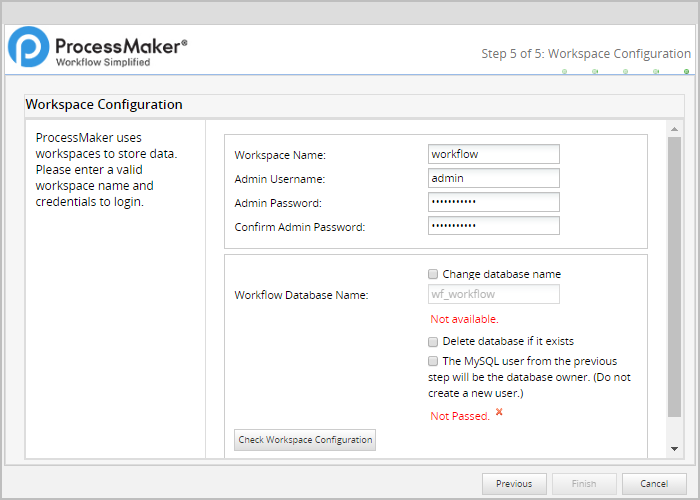 ProcessMaker®
Workflow Simplified
Step 5 of 5: Workspace Configuration
Workspace Configuration
ProcessMaker uses
workspaces to store data.
Please enter a valid
workspace name and
credentials to login.
Workspace Name:
workflow
Admin Username:
admin
Admin Password:
•••••••••••
Confirm Admin Password:
•••••••••••
Change database name
Workflow Database Name:
wf_workflow
Not available.
Delete database if it exists
The MySQL user from the previous
step will be the database owner. (Do not
create a new user.)
Not Passed.
Check Workspace Configuration
Previous
Finish
Cancel